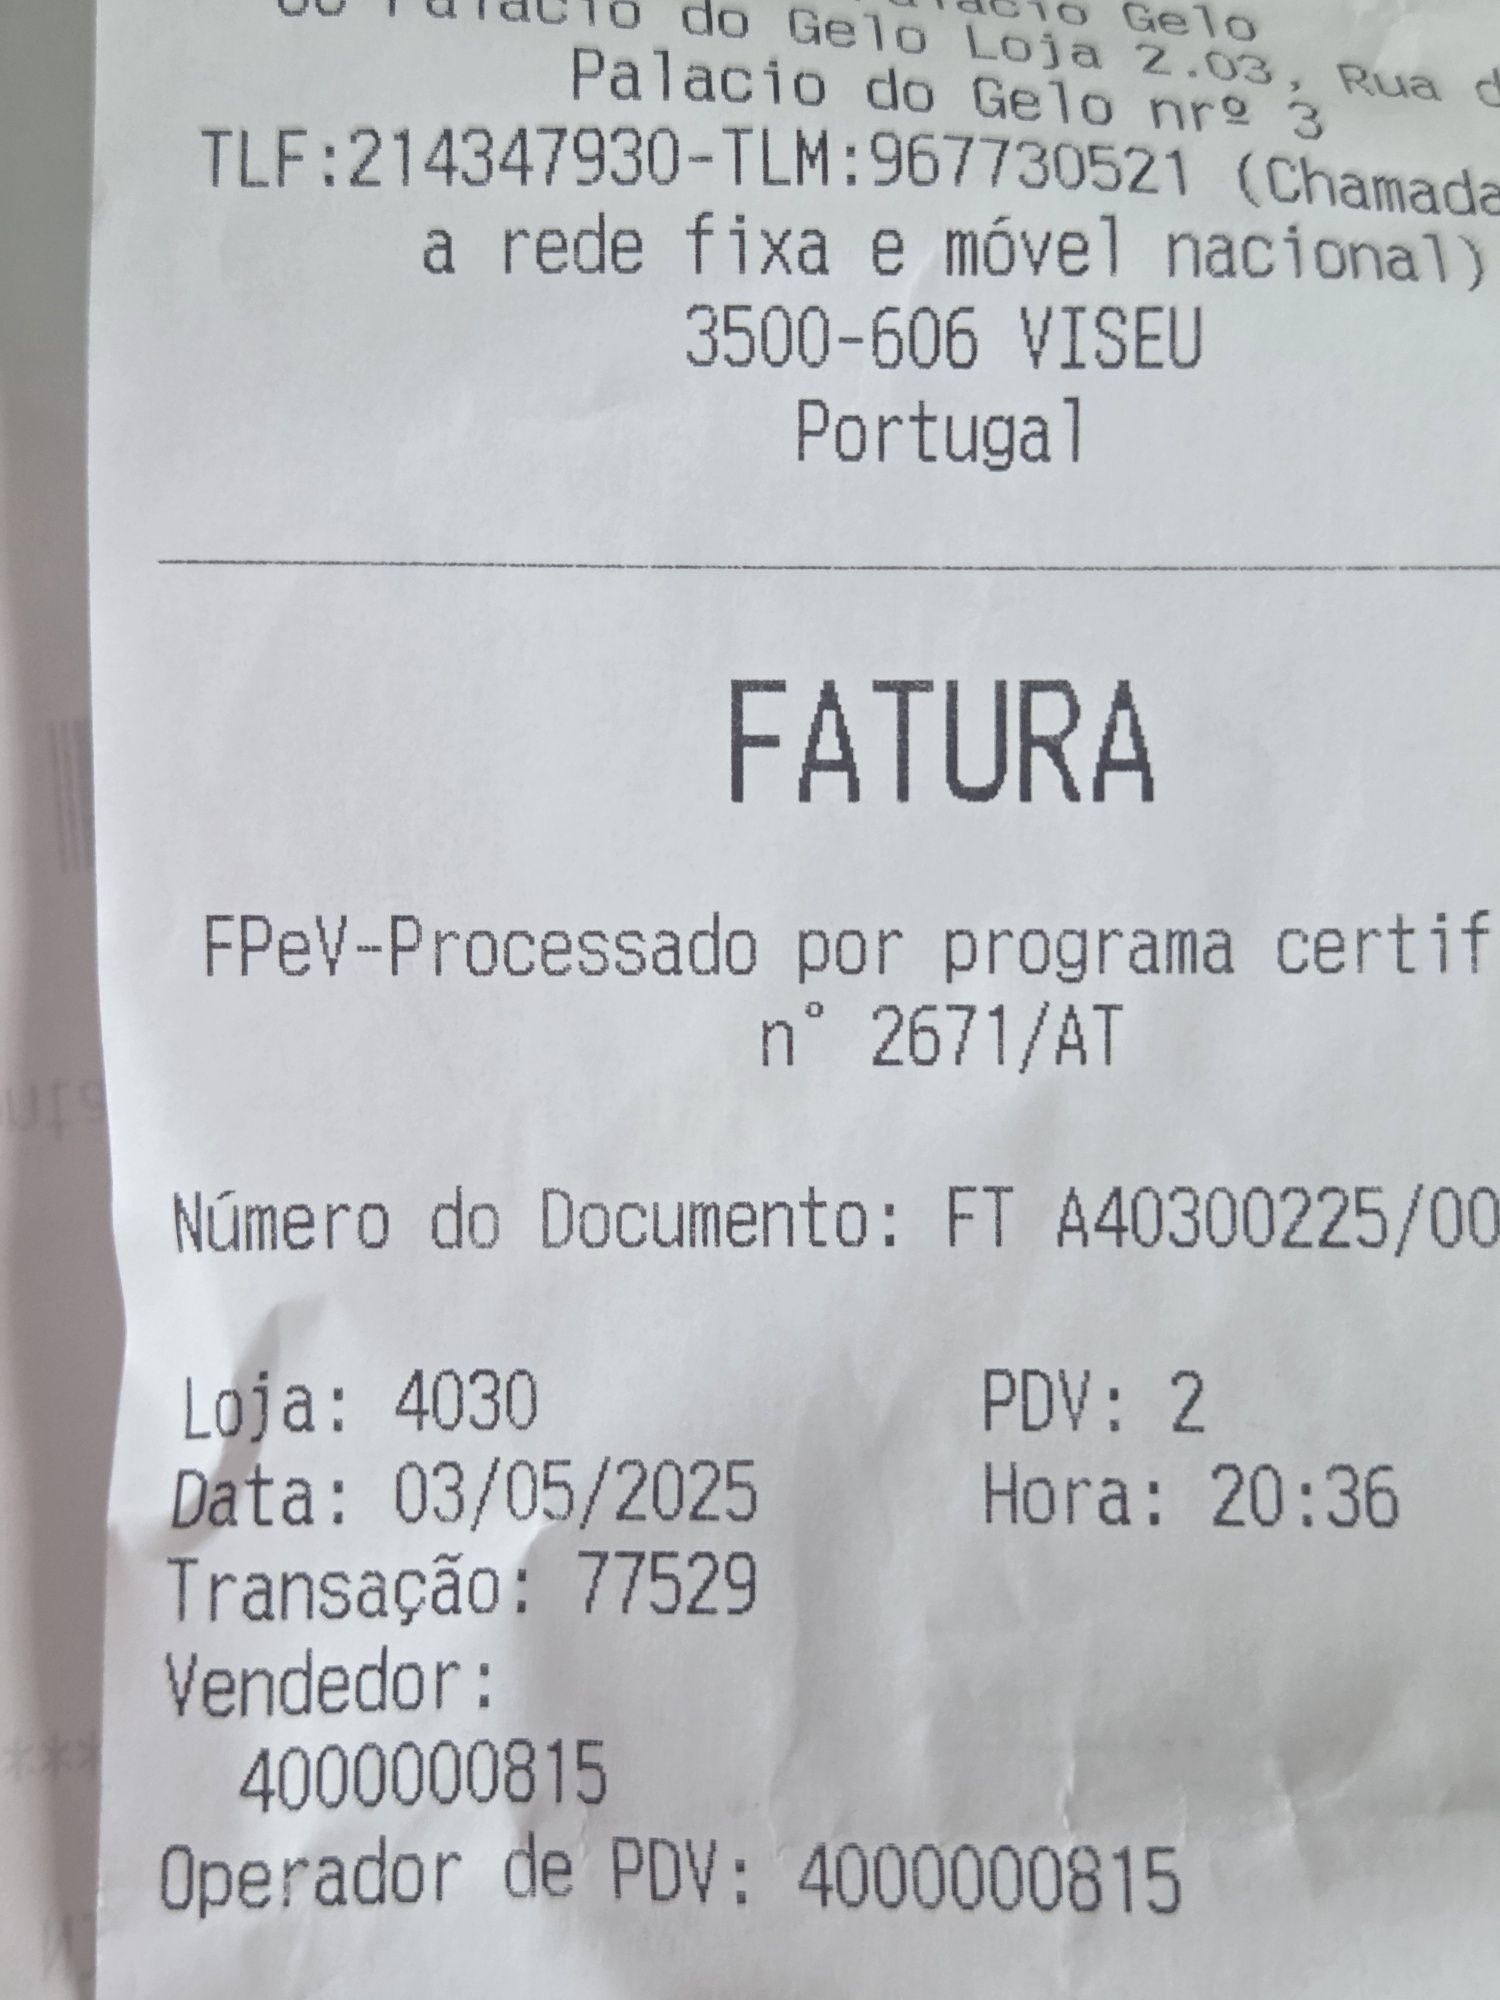 Palacio do Gelo Loja 2.03, Rua
Palacio do Gelo nrº 3
TLF:214347930-TLM:967730521 (Chamada
a rede fixa e móvel nacional)
3500-606 VISEU
Portugal
FATURA
FPeV-Processado por programa certif
n° 2671/AT
Número do Documento: FT A40300225/00
Loja: 4030 PDV: 2
Data: 03/05/2025 Hora: 20:36
Transação: 77529
Vendedor:
4000000815
Operador de PDV: 4000000815